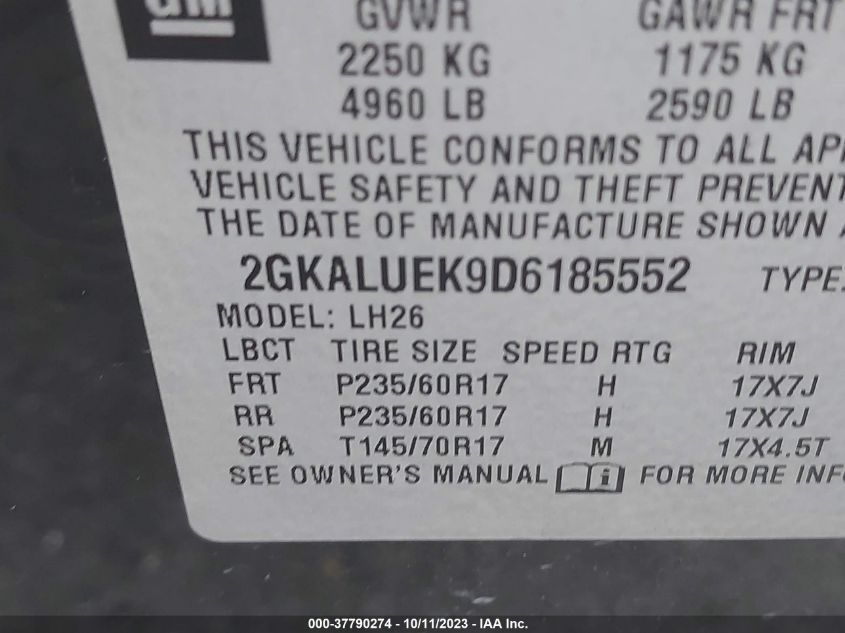 GM
GVWR GAWR FRT
2250 KG 1175 KG
4960 LB 2590 LB
THIS VEHICLE CONFORMS TO ALL
VEHICLE SAFETY AND THEFT PREVENT
THE DATE OF MANUFACTURE SHOWN
2GKALUEK9D6185552 TYPE:
MODEL: LH26
LBCT TIRE SIZE SPEED RTG RIM
FRT P235/60R17 H 17X7J
RR P235/60R17 H 17X7J
SPA T145/70R17 M 17X4.5T
SEE OWNER'S MANUAL i FOR MORE INF
000-37790274 - 10/11/2023 - IAA Inc.